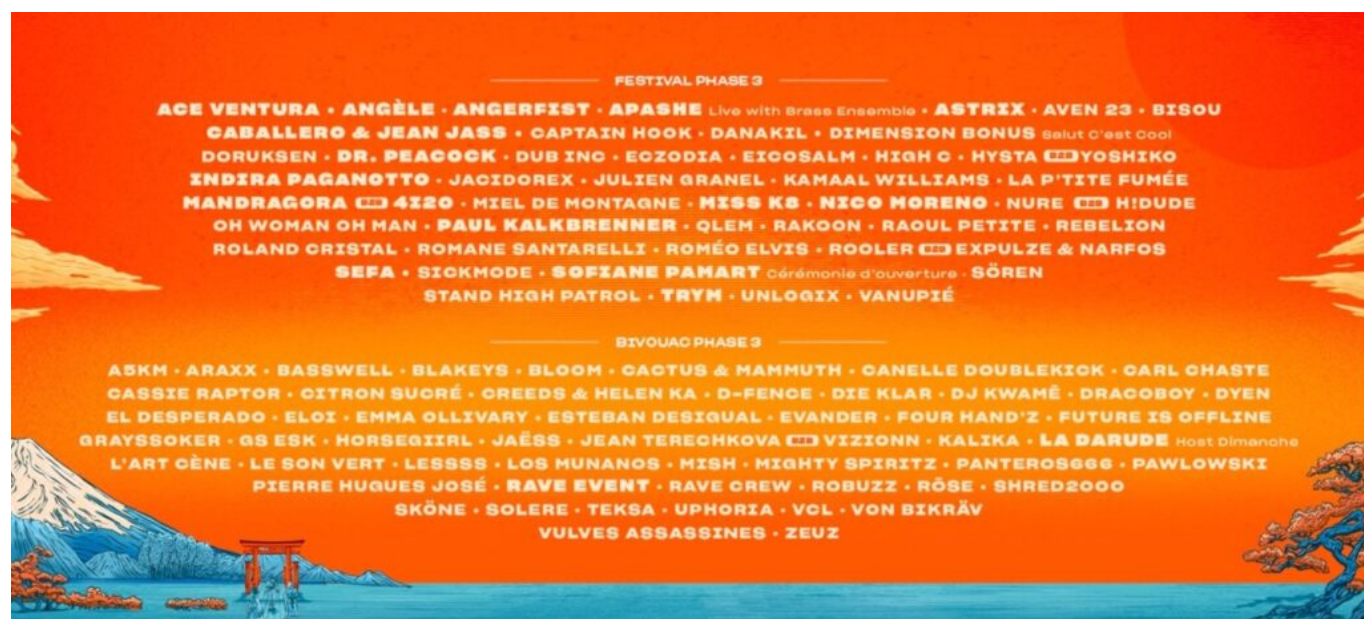 FESTIVAL PHASE 3
ACE VENTURA • ANGÈLE • ANGERFIST • APASHE Live with Brass Ensemble • ASTRIX • AVEN 23 • BISOU
CABALLERO & JEAN JASS • CAPTAIN HOOK • DANAKIL • DIMENSION BONUS Salut C'est Cool
DORUKSEN • DR. PEACOCK • DUB INC • ECZODIA • EICOSALM • HIGH C • HYSTA B2B YOSHIKO
INDIRA PAGANOTTO • JACIDOREX • JULIEN GRANEL • KAMAAL WILLIAMS • LA P'TITE FUMÉE
MANDRAGORA B2B 4I20 • MIEL DE MONTAGNE • MISS K8 • NICO MORENO • NURE B2B H!DUDE
OH WOMAN OH MAN • PAUL KALKBRENNER • QLEM • RAKOON • RAOUL PETITE • REBELION
ROLAND CRISTAL • ROMANE SANTARELLI • ROMÉO ELVIS • ROOLER B2B EXPULZE & NARFOS
SEFA • SICKMODE • SOFIANE PAMART Cérémonie d'ouverture • SÖREN
STAND HIGH PATROL • TRYM • UNLOGIX • VANUPIÉ
BIVOUAC PHASE 3
A5KM • ARAXX • BASSWELL • BLAKEYS • BLOOM • CACTUS & MAMMUTH • CANELLE DOUBLEKICK • CARL CHASTE
CASSIE RAPTOR • CITRON SUCRÉ • CREEDS & HELEN KA • D-FENCE • DIE KLAR • DJ KWAMĒ • DRACOBOY • DYEN
EL DESPERADO • ELOI • EMMA OLLIVARY • ESTEBAN DESIGUAL • EVANDER • FOUR HAND'Z • FUTURE IS OFFLINE
GRAYSSOKER • GS ESK • HORSEGIIRL • JAËSS • JEAN TERECHKOVA B2B VIZIONN • KALIKA • LA DARUDE Host Dimanche
L'ART CÈNE • LE SON VERT • LESSSS • LOS MUNANOS • MISH • MIGHTY SPIRITZ • PANTEROS666 • PAWLOWSKI
PIERRE HUGUES JOSÉ • RAVE EVENT • RAVE CREW • ROBUZZ • RÖSE • SHRED2000
SKÖNE • SOLERE • TEKSA • UPHORIA • VCL • VON BIKRÄV
VULVES ASSASSINES • ZEUZ